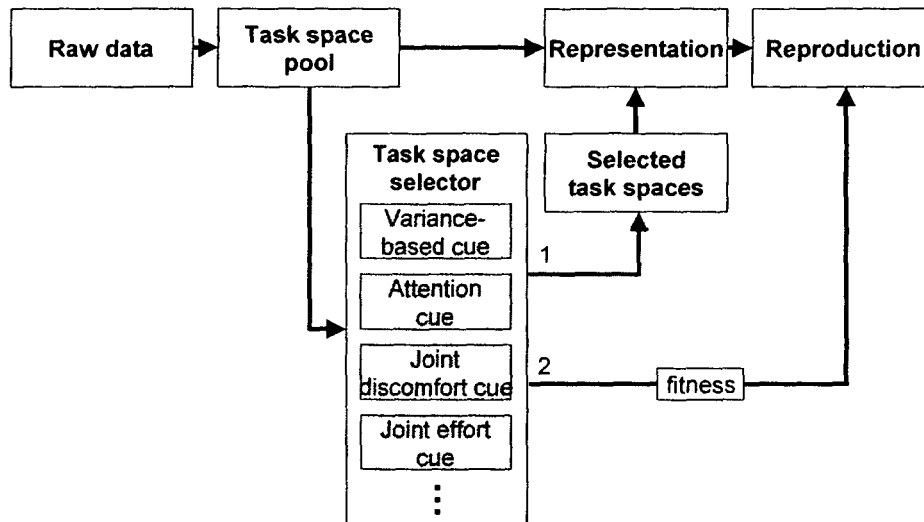 Raw data
Task space
pool
Representation
Reproduction
Task space
selector
Variance-
based cue
Attention
cue
Joint
discomfort cue
Joint effort
cue
1
Selected
task spaces
2
fitness